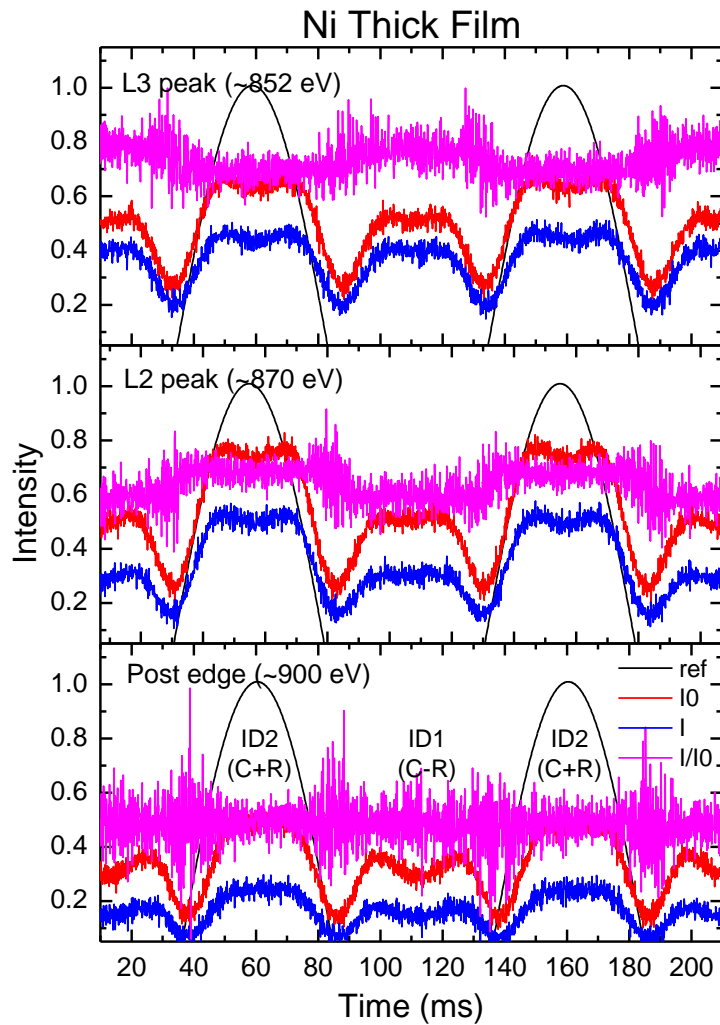 Ni Thick Film
L3 peak (~852 eV)
1.0
0.8
0.6
0.4
0.2
L2 peak (~870 eV)
1.0
0.8
0.6
0.4
0.2
Intensity
Post edge (~900 eV)
1.0
0.8
0.6
0.4
0.2
ref
I0
I
I/I0
ID2
(C+R)
ID1
(C-R)
ID2
(C+R)
20 40 60 80 100 120 140 160 180 200
Time (ms)